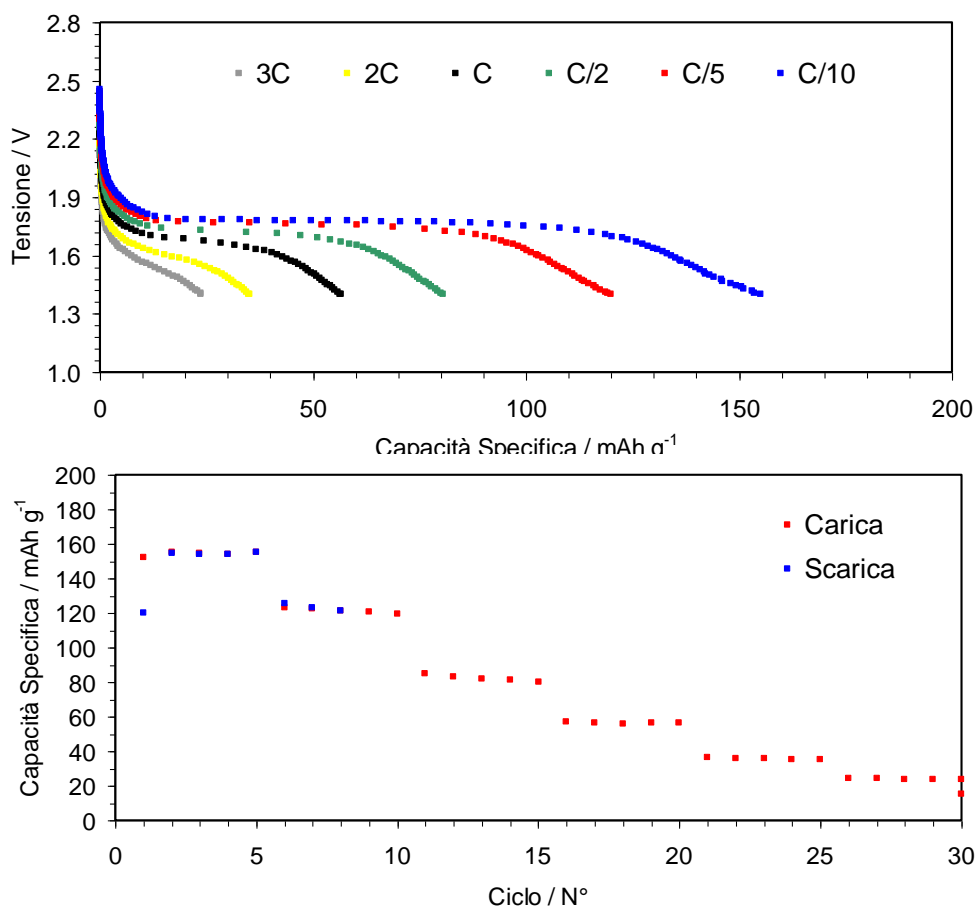 2.8
3C 2C C C/2 C/5 C/10
2.5
2.2
1.9
1.6
1.3
1.0
Tensione / V
0 50 100 150 200
Capacità Specifica / mAh g-1
200
180
160
140
120
100
80
60
40
20
0
Capacità Specifica / mAh g-1
Carica
Scarica
0 5 10 15 20 25 30
Ciclo / N°